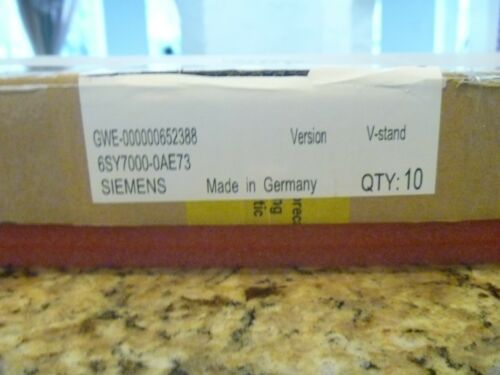 GWE-000000652388 Version V-stand
6SY7000-0AE73
SIEMENS Made in Germany QTY: 10